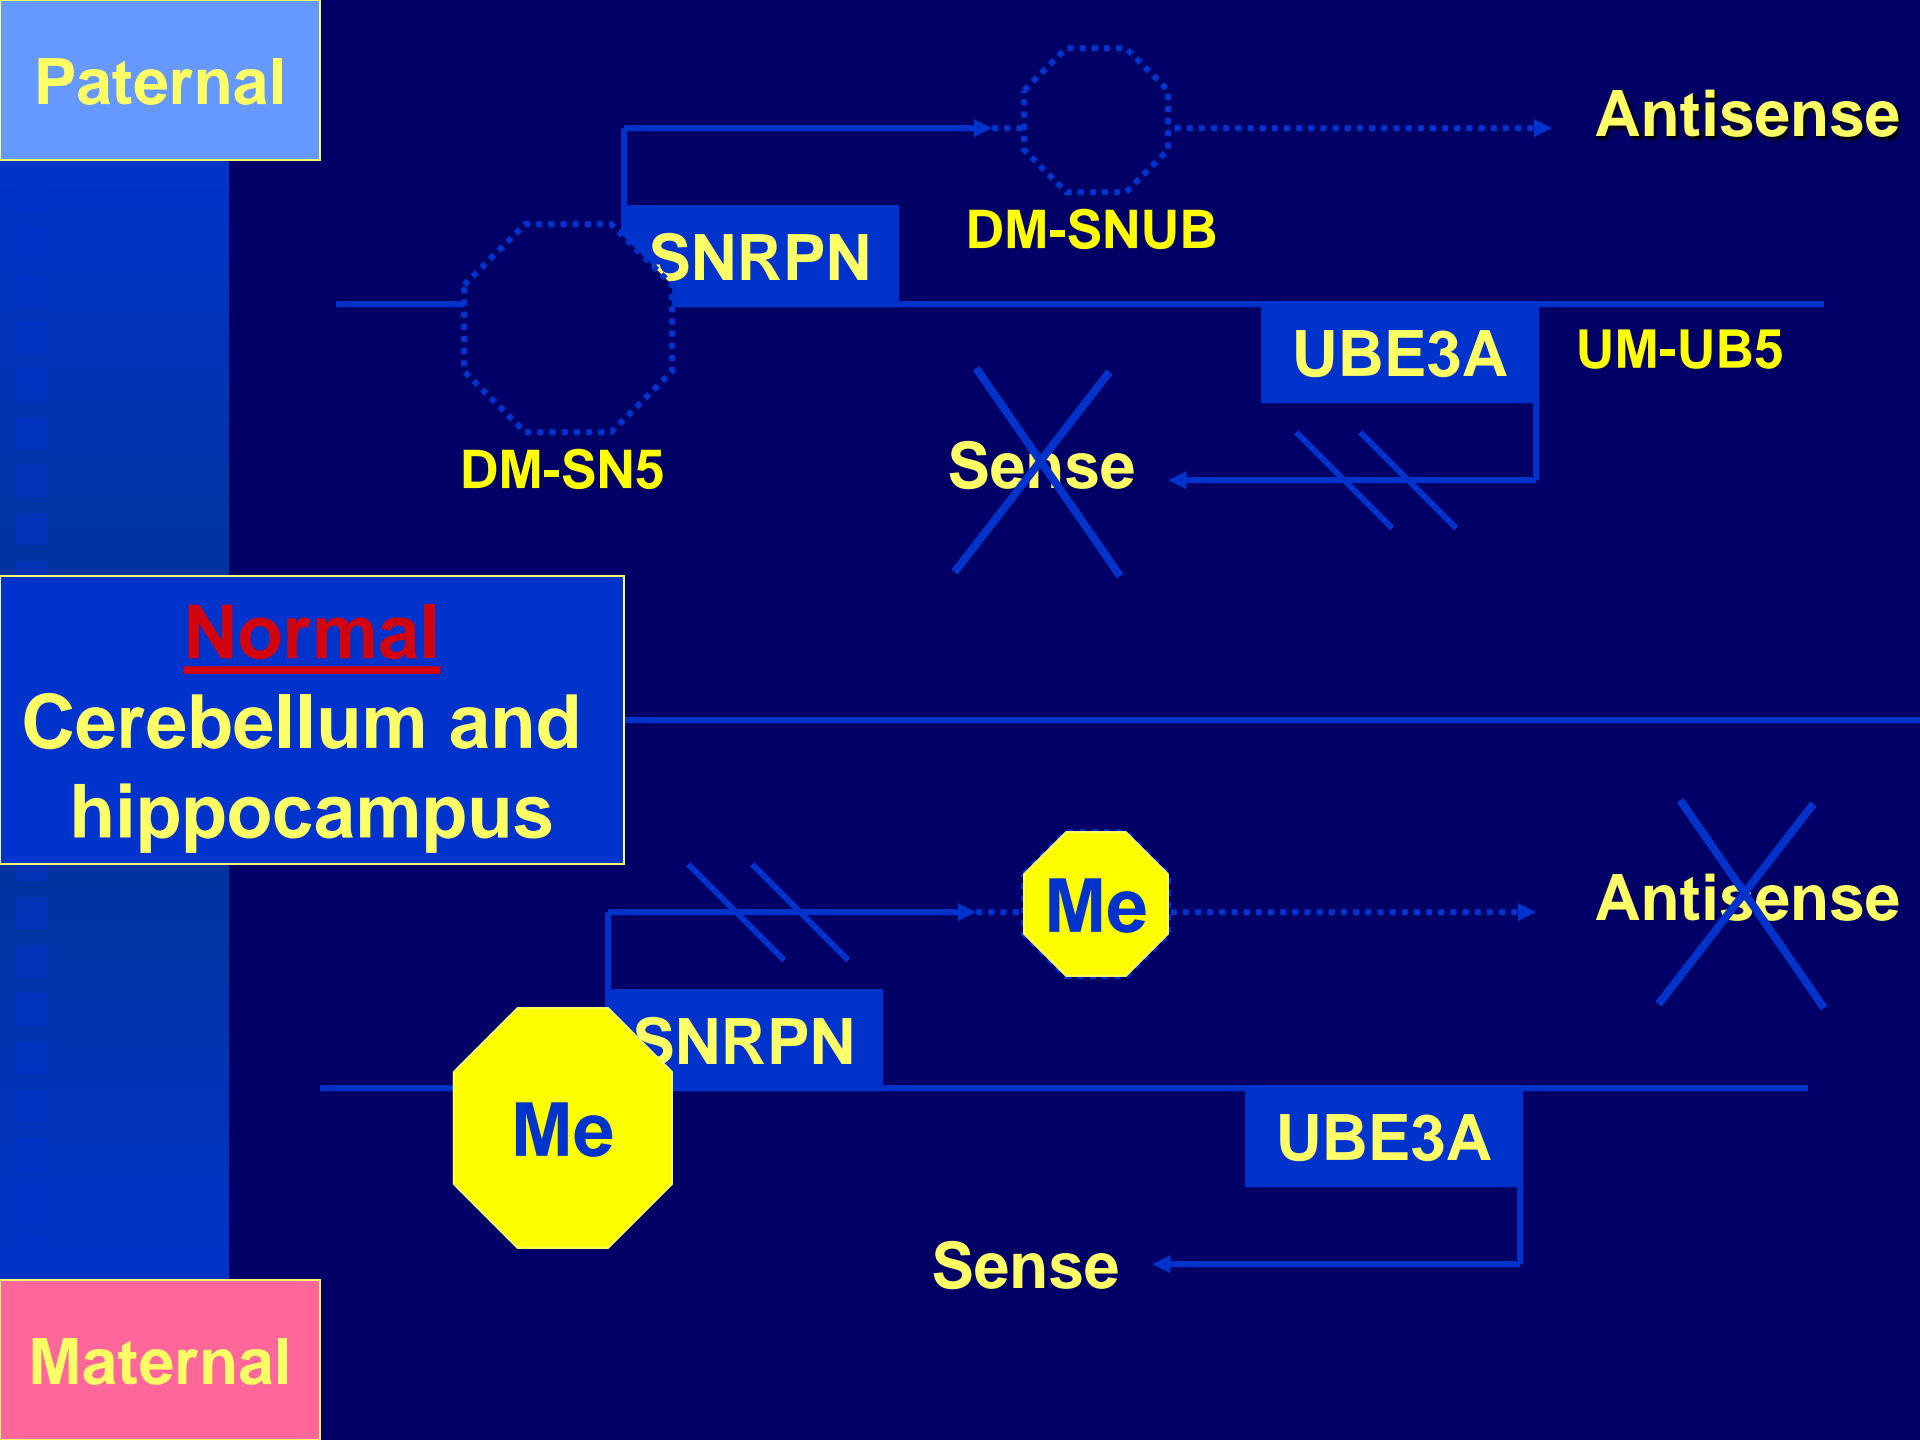 Paternal
Antisense
DM-SNUB
SNRPN
UBE3A
UM-UB5
Sense
DM-SN5
Normal
Cerebellum and
hippocampus
Me
Antisense
SNRPN
Me
UBE3A
Sense
Maternal